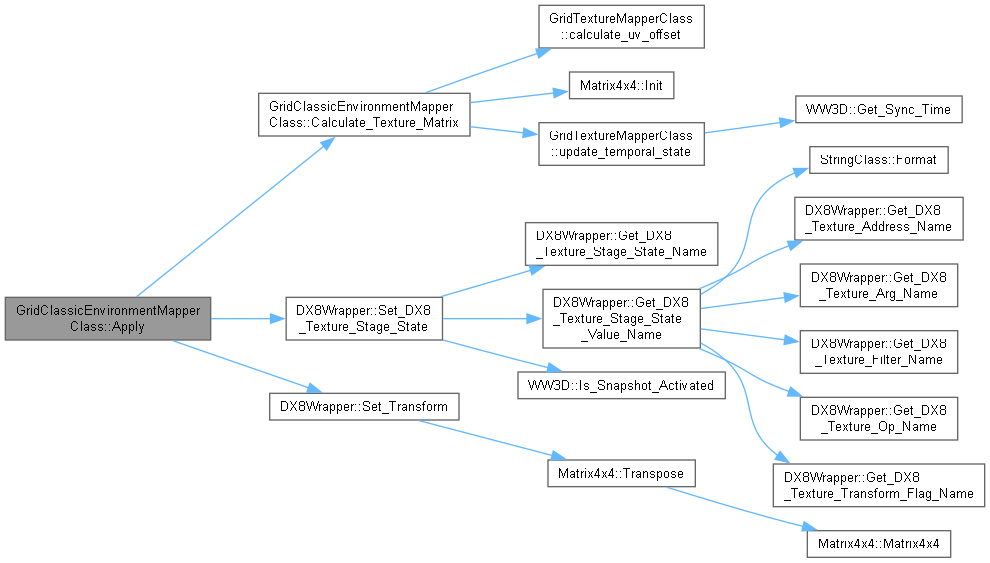 GridTextureMapperClass
::calculate_uv_offset
Matrix4x4::Init
GridClassicEnvironmentMapper
Class::Calculate_Texture_Matrix
WW3D::Get_Sync_Time
GridTextureMapperClass
::update_temporal_state
StringClass::Format
DX8Wrapper::Get_DX8
_Texture_Address_Name
DX8Wrapper::Get_DX8
_Texture_Stage_State_Name
DX8Wrapper::Get_DX8
_Texture_Arg_Name
GridClassicEnvironmentMapper
Class::Apply
DX8Wrapper::Set_DX8
_Texture_Stage_State
DX8Wrapper::Get_DX8
_Texture_Stage_State
_Value_Name
DX8Wrapper::Get_DX8
_Texture_Filter_Name
WW3D::Is_Snapshot_Activated
DX8Wrapper::Set_Transform
DX8Wrapper::Get_DX8
_Texture_Op_Name
Matrix4x4::Transpose
DX8Wrapper::Get_DX8
_Texture_Transform_Flag_Name
Matrix4x4::Matrix4x4